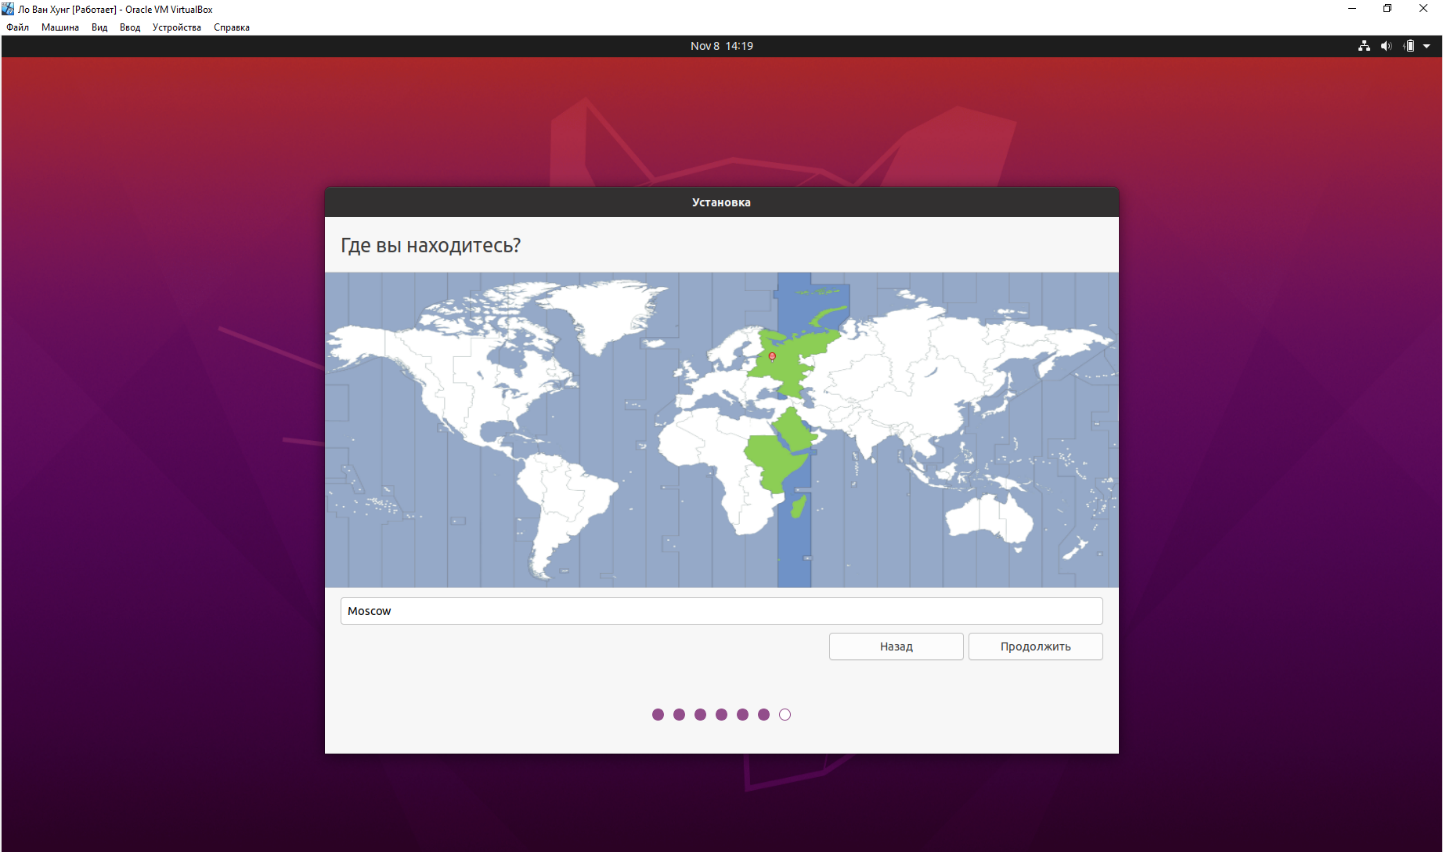 Ло Ван Хунг [Работает] - Oracle VM VirtualBox
Файл Машина Вид Ввод Устройства Справка
Nov 8 14:19
Установка
Где вы находитесь?
Moscow
Назад Продолжить